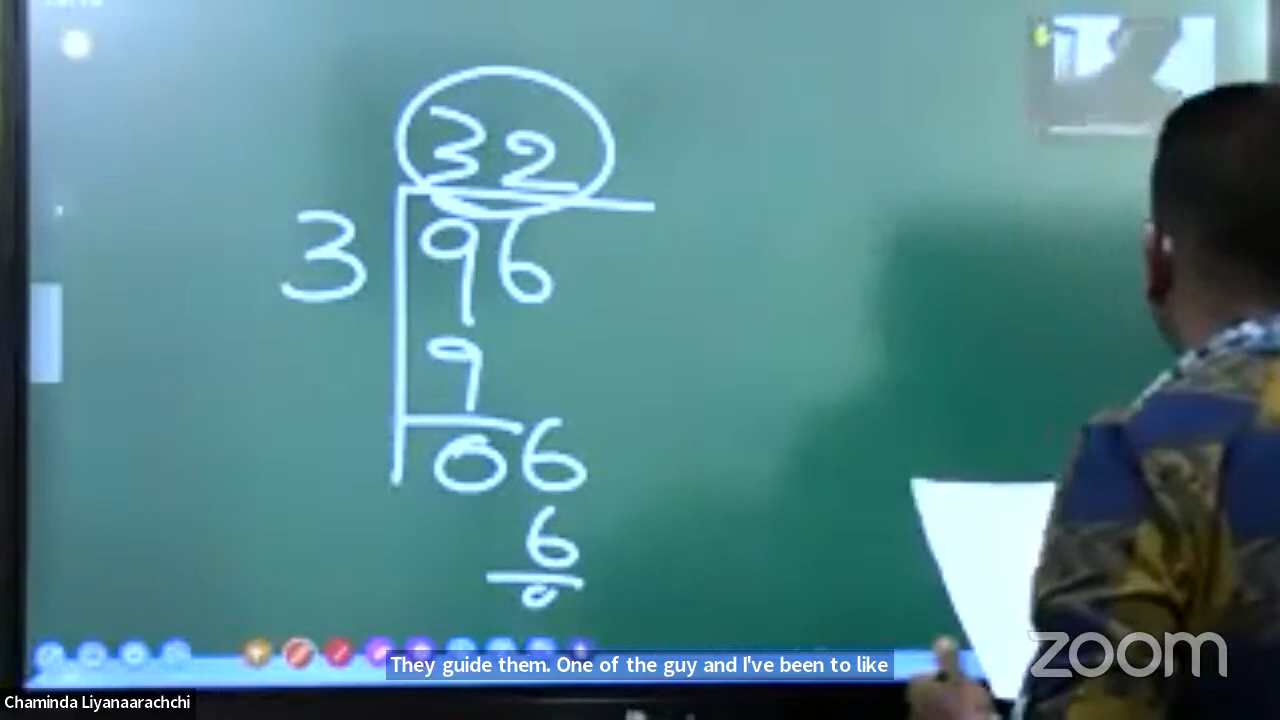 32
3 96
9
06
6
0
They guide them. One of the guy and I've been to like
zoom
Chaminda Liyanaarachchi